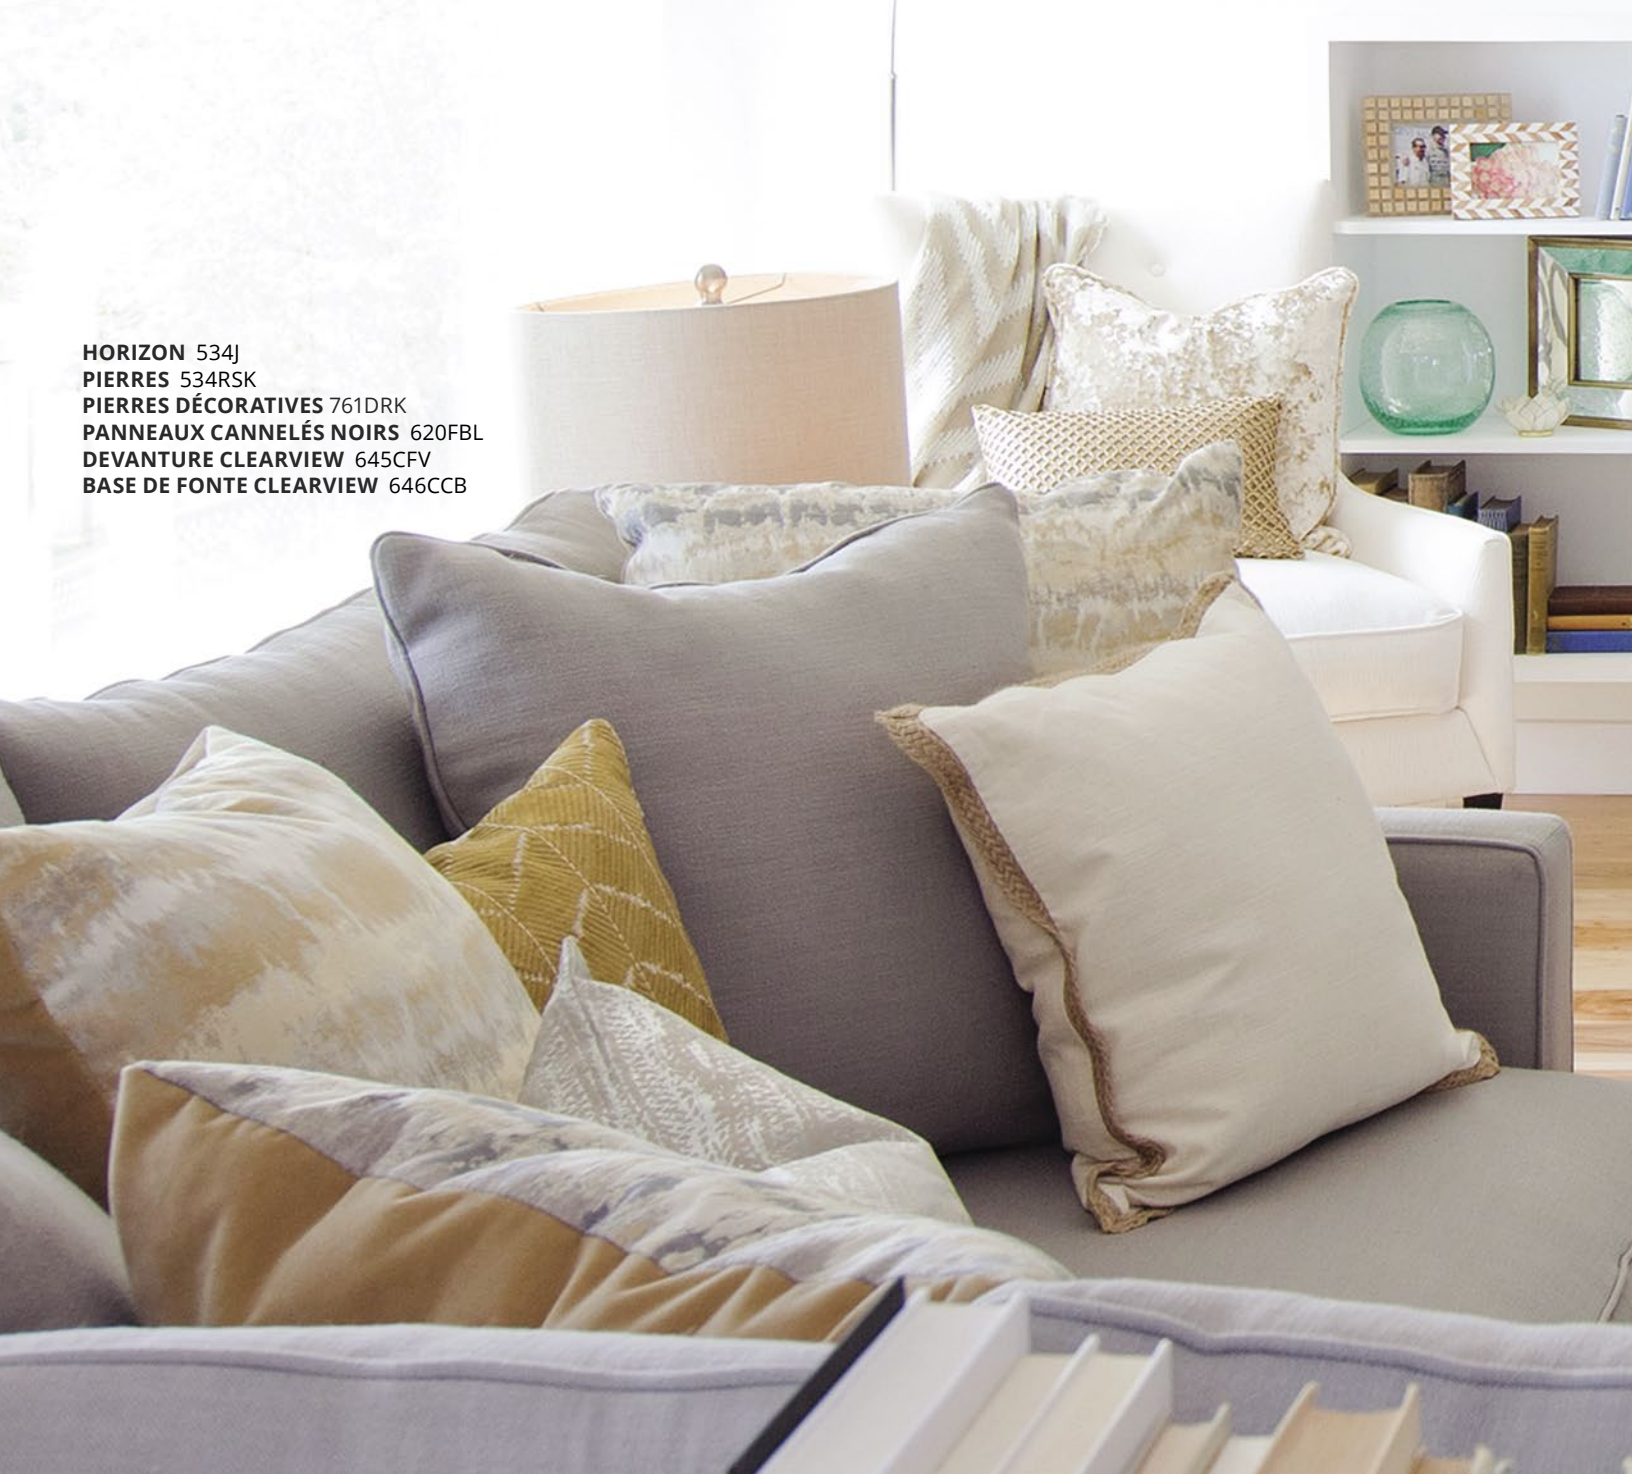 HORIZON 534J
PIERRES 534RSK
PIERRES DÉCORATIVES 761DRK
PANNEAUX CANNELÉS NOIRS 620FBL
DEVANTURE CLEARVIEW 645CFV
BASE DE FONTE CLEARVIEW 646CCB